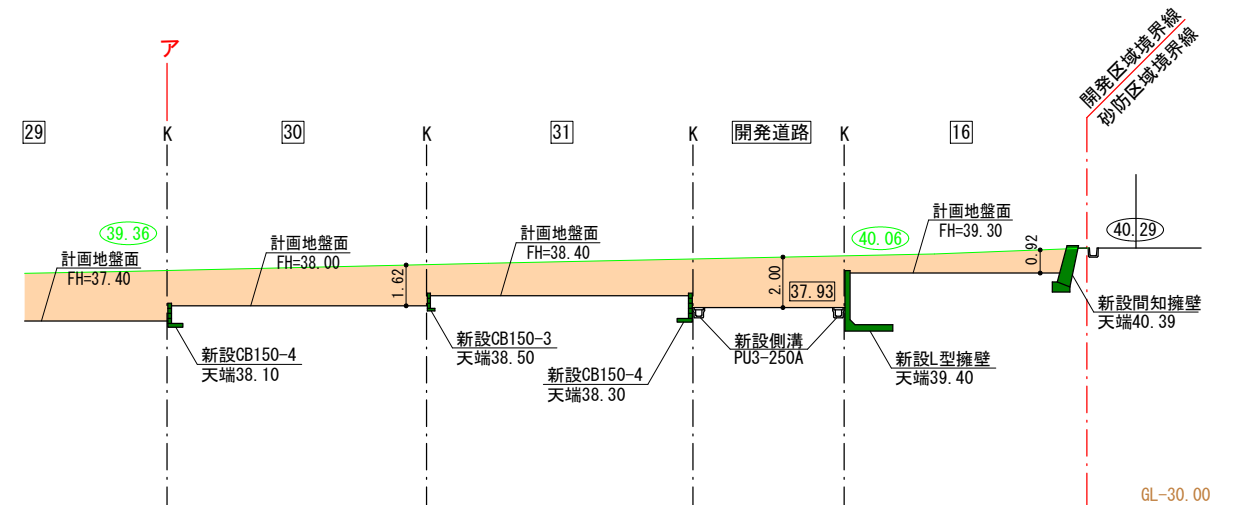 ア
開発区域境界線
砂防区域境界線
29
K
30
K
31
K
開発道路
K
16
39.36
計画地盤面
FH=37.40
計画地盤面
FH=38.00
1.62
計画地盤面
FH=38.40
2.00
37.93
40.06
計画地盤面
FH=39.30
0.92
40.29
新設CB150-4
天端38.10
新設CB150-3
天端38.50
新設CB150-4
天端38.30
新設側溝
PU3-250A
新設L型擁壁
天端39.40
新設間知擁壁
天端40.39
GL-30.00